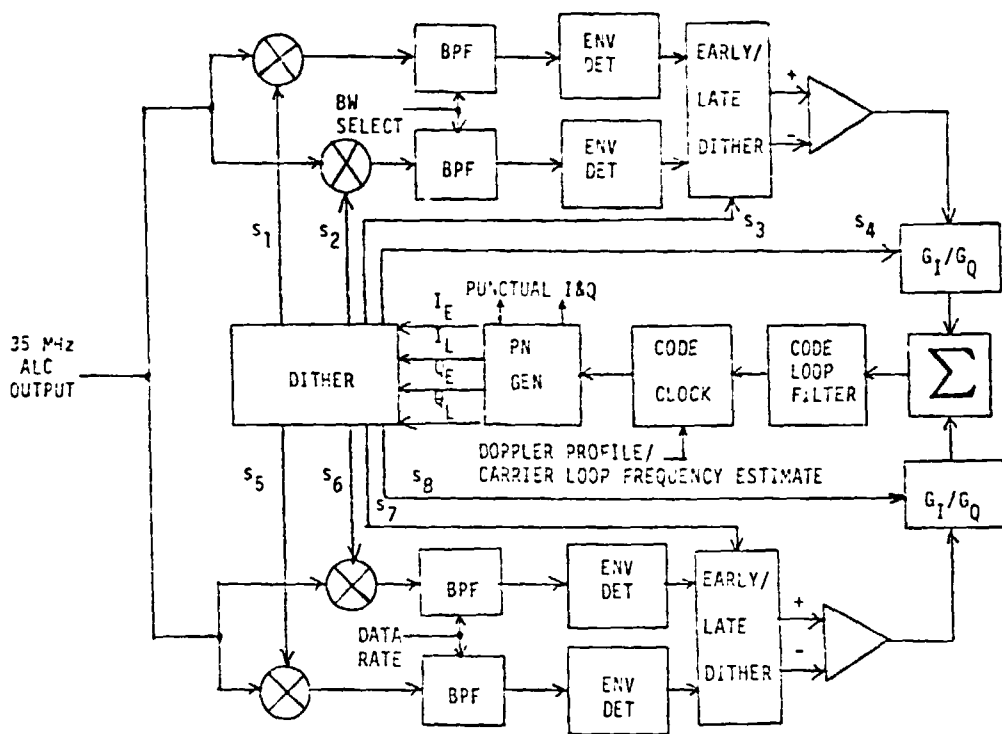 BPF
ENV
DET
EARLY/
LATE
DITHER
+
-
BW
SELECT
BPF
ENV
DET
S1
S2
S3
S4
GI/GQ
PUNCTUAL I&Q
IE
IL
QE
QL
35 MHz
ALC
OUTPUT
DITHER
PN
GEN
CODE
CLOCK
CODE
LOOP
FILTER
Σ
DOPPLER PROFILE/
CARRIER LOOP FREQUENCY ESTIMATE
S5
S6
S7
S8
GI/GQ
BPF
ENV
DET
EARLY/
LATE
DITHER
+
-
DATA
RATE
BPF
ENV
DET